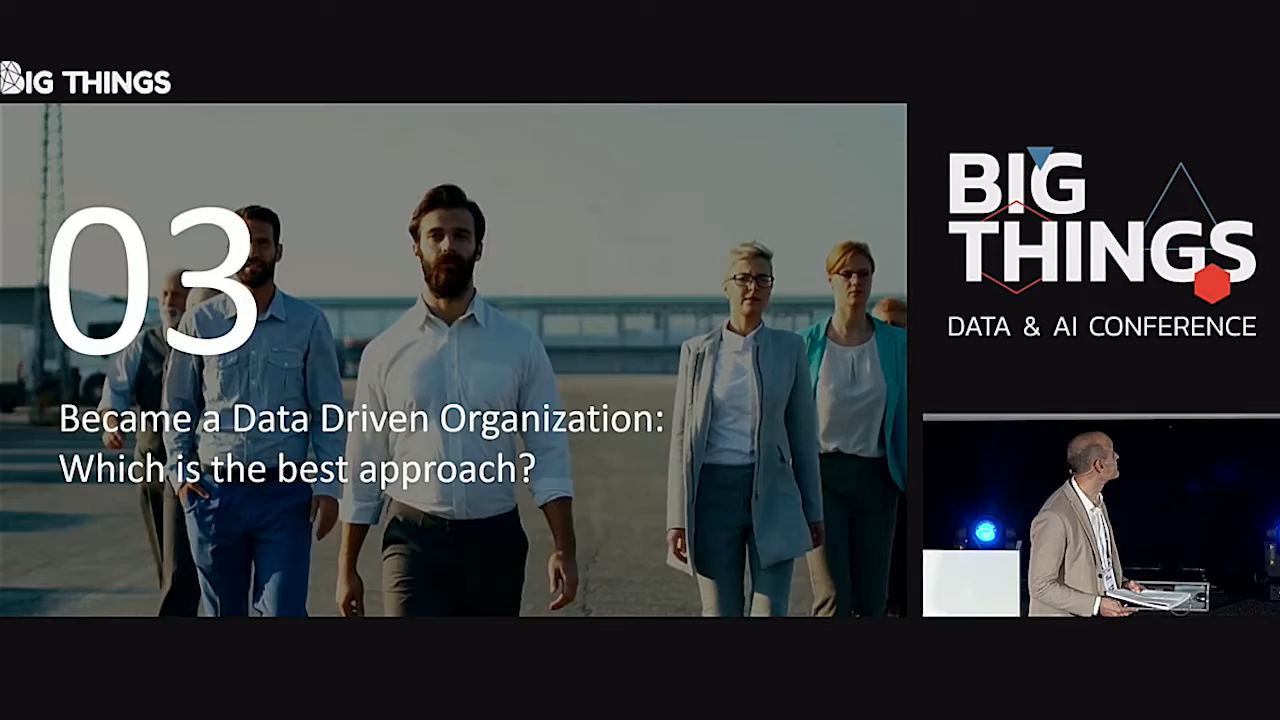 BIG THINGS
03
Became a Data Driven Organization:
Which is the best approach?
BIG
THINGS
DATA & AI CONFERENCE